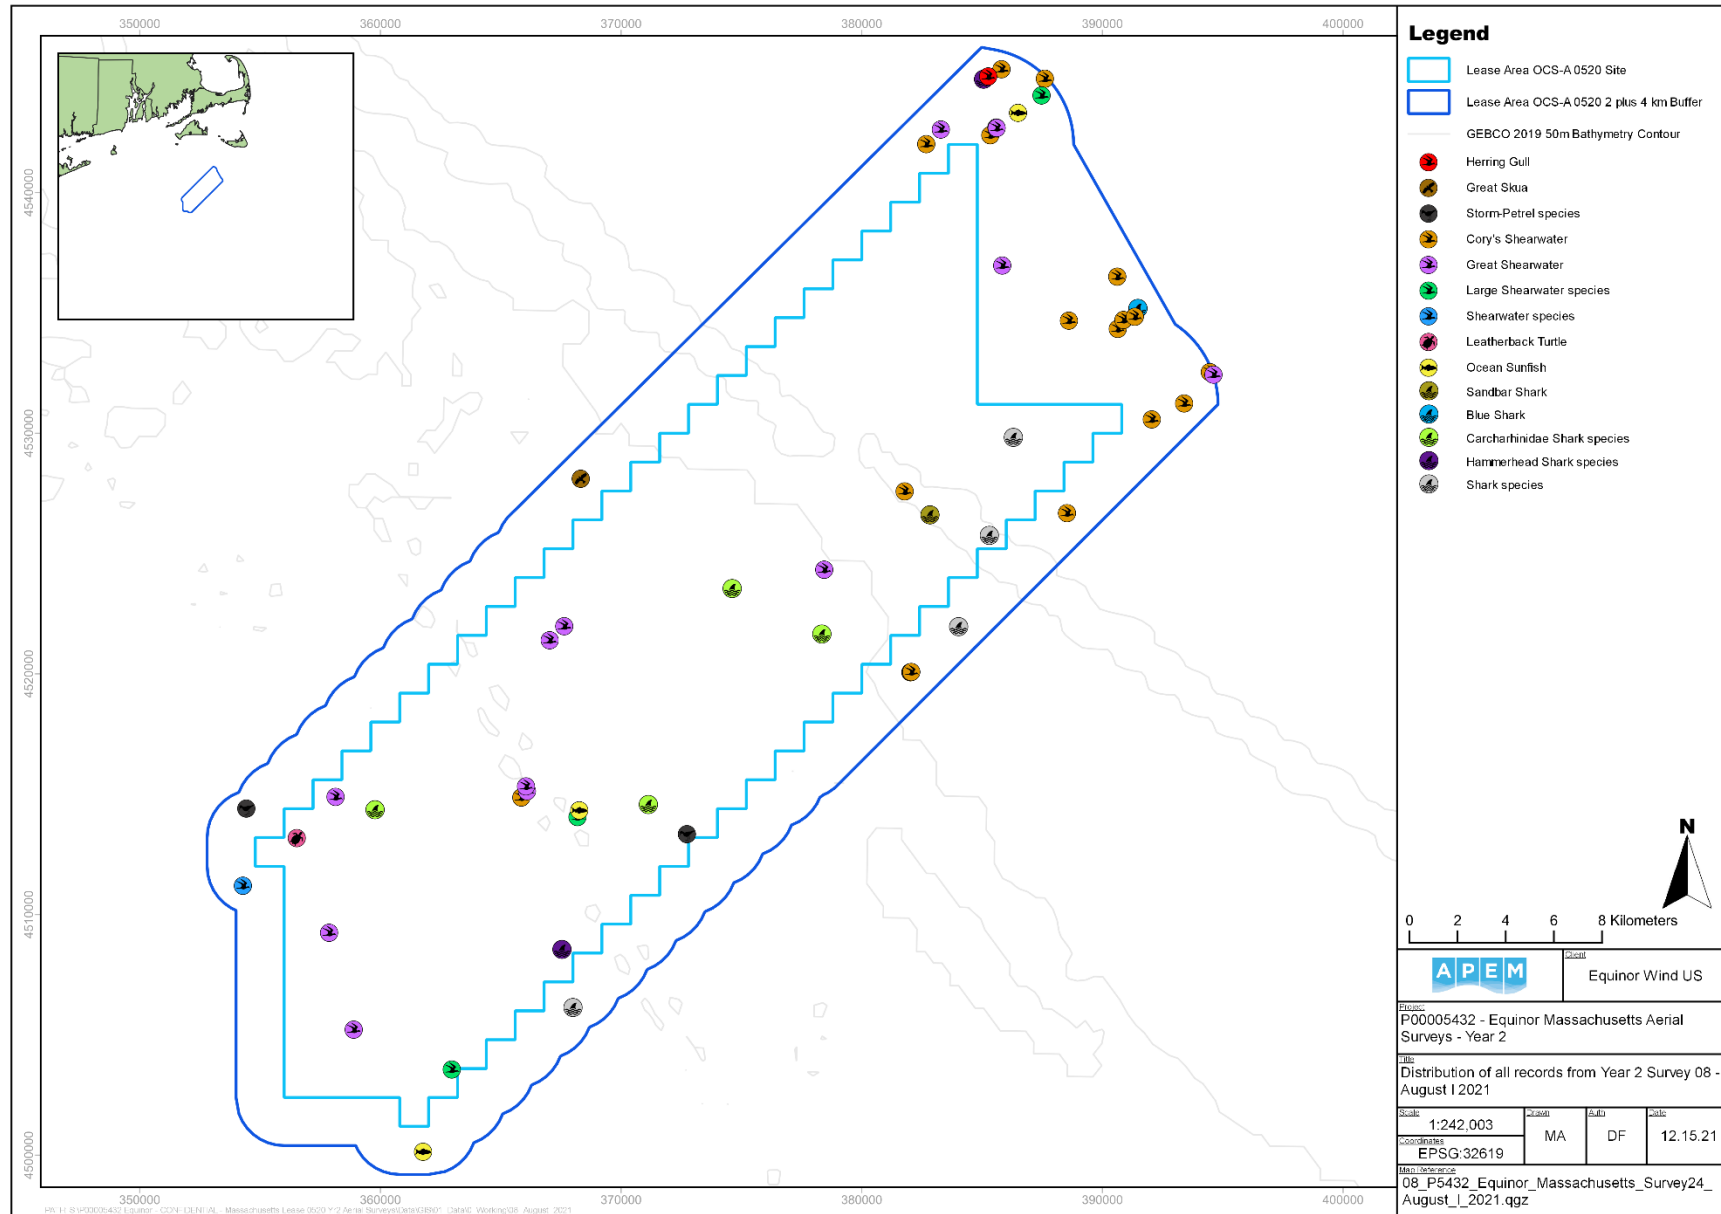 350000 360000 370000 380000 390000 400000
4540000
4530000
4520000
4510000
4500000
350000 360000 370000 380000 390000 400000
Legend
Lease Area OCS-A 0520 Site
Lease Area OCS-A 0520 2 plus 4 km Buffer
GEBCO 2019 50m Bathymetry Contour
Herring Gull
Great Skua
Storm-Petrel species
Cory's Shearwater
Great Shearwater
Large Shearwater species
Shearwater species
Leatherback Turtle
Ocean Sunfish
Sandbar Shark
Blue Shark
Carcharhinidae Shark species
Hammerhead Shark species
Shark species
N
0 2 4 6 8 Kilometers
APEM
Client
Equinor Wind US
Project
P00005432 - Equinor Massachusetts Aerial
Surveys - Year 2
Title
Distribution of all records from Year 2 Survey 08 -
August I 2021
Scale
1:242,003
Drawn
MA
Auth
DF
Date
12.15.21
Coordinates
EPSG:32619
Map Reference
08_P5432_Equinor_Massachusetts_Survey24_
August_I_2021.qgz